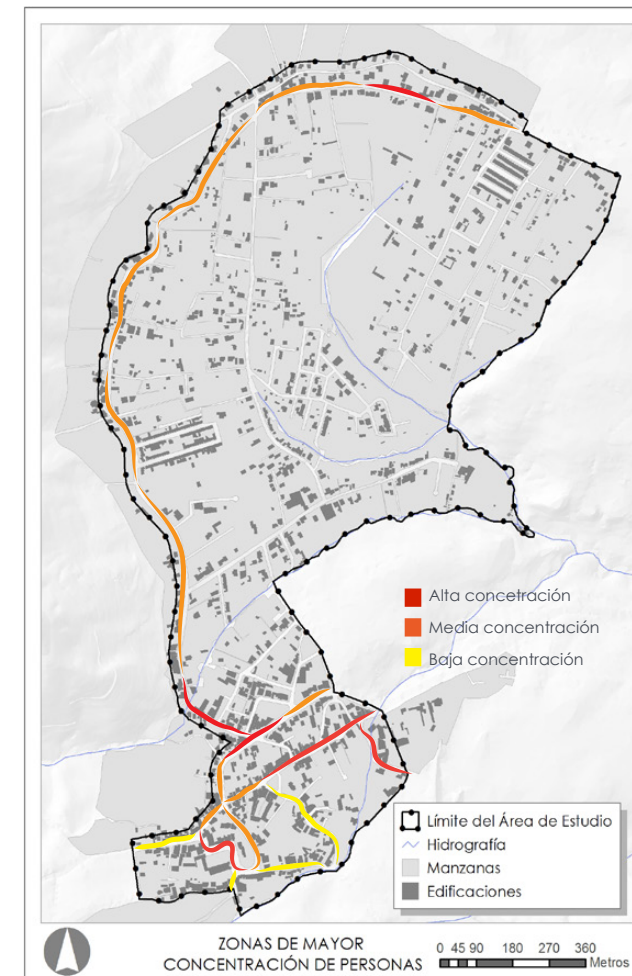 Alta concetración
Media concentración
Baja concentración
Límite del Área de Estudio
Hidrografía
Manzanas
Edificaciones
ZONAS DE MAYOR
CONCENTRACIÓN DE PERSONAS
0 45 90 180 270 360
Metros